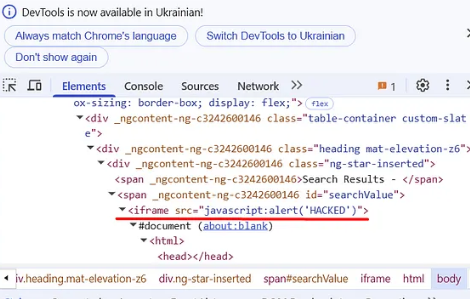 DevTools is now available in Ukrainian!
Always match Chrome's language Switch DevTools to Ukrainian
Don't show again
Elements Console Sources Network >> 1
ox-sizing: border-box; display: flex;"> flex
<div _ngcontent-ng-c3242600146 class="table-container custom-slat
e">
<div _ngcontent-ng-c3242600146 class="heading mat-elevation-z6">
<div _ngcontent-ng-c3242600146 class="ng-star-inserted">
<span _ngcontent-ng-c3242600146>Search Results - </span>
<span _ngcontent-ng-c3242600146 id="searchValue">
<iframe src="javascript:alert('HACKED')">
#document (about:blank)
<html>
<head></head>
iv.heading.mat-elevation-z6 div.ng-star-inserted span#searchValue iframe html body